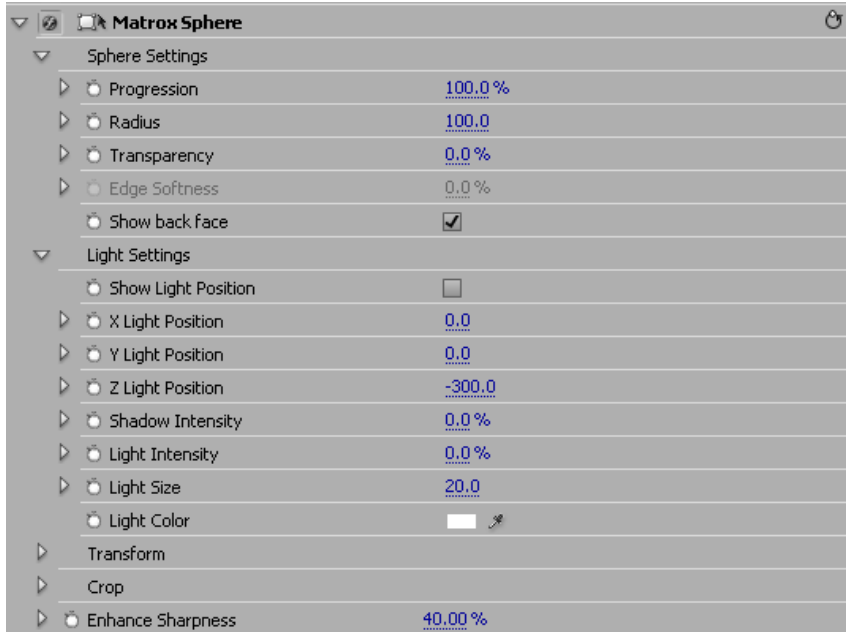 Matrox Sphere
Sphere Settings
Progression 100.0 %
Radius 100.0
Transparency 0.0 %
Edge Softness 0.0 %
Show back face
Light Settings
Show Light Position
X Light Position 0.0
Y Light Position 0.0
Z Light Position -300.0
Shadow Intensity 0.0 %
Light Intensity 0.0 %
Light Size 20.0
Light Color
Transform
Crop
Enhance Sharpness 40.00 %